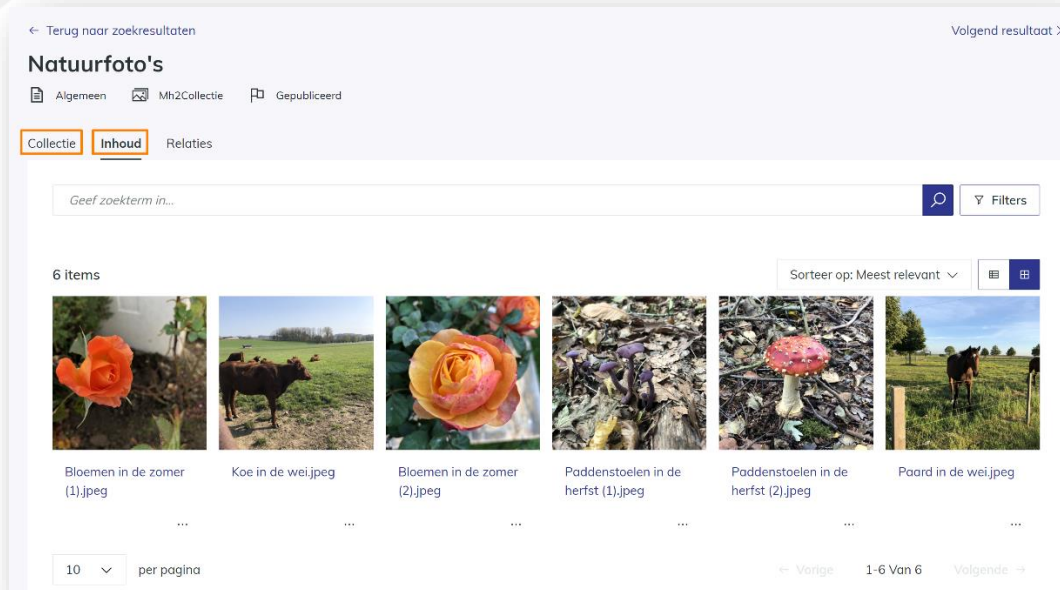 ← Terug naar zoekresultaten
Volgend resultaat
Natuurfoto's
Algemeen Mh2Collectie Gepubliceerd
Collectie Inhoud Relaties
Geef zoekterm in...
Filters
6 items
Sorteer op: Meest relevant
Bloemen in de zomer
(1).jpeg
Koe in de wei.jpeg
Bloemen in de zomer
(2).jpeg
Paddenstoelen in de
herfst (1).jpeg
Paddenstoelen in de
herfst (2).jpeg
Paard in de wei.jpeg
... ... ... ... ... ...
10 per pagina
← Vorige 1-6 Van 6 Volgende →